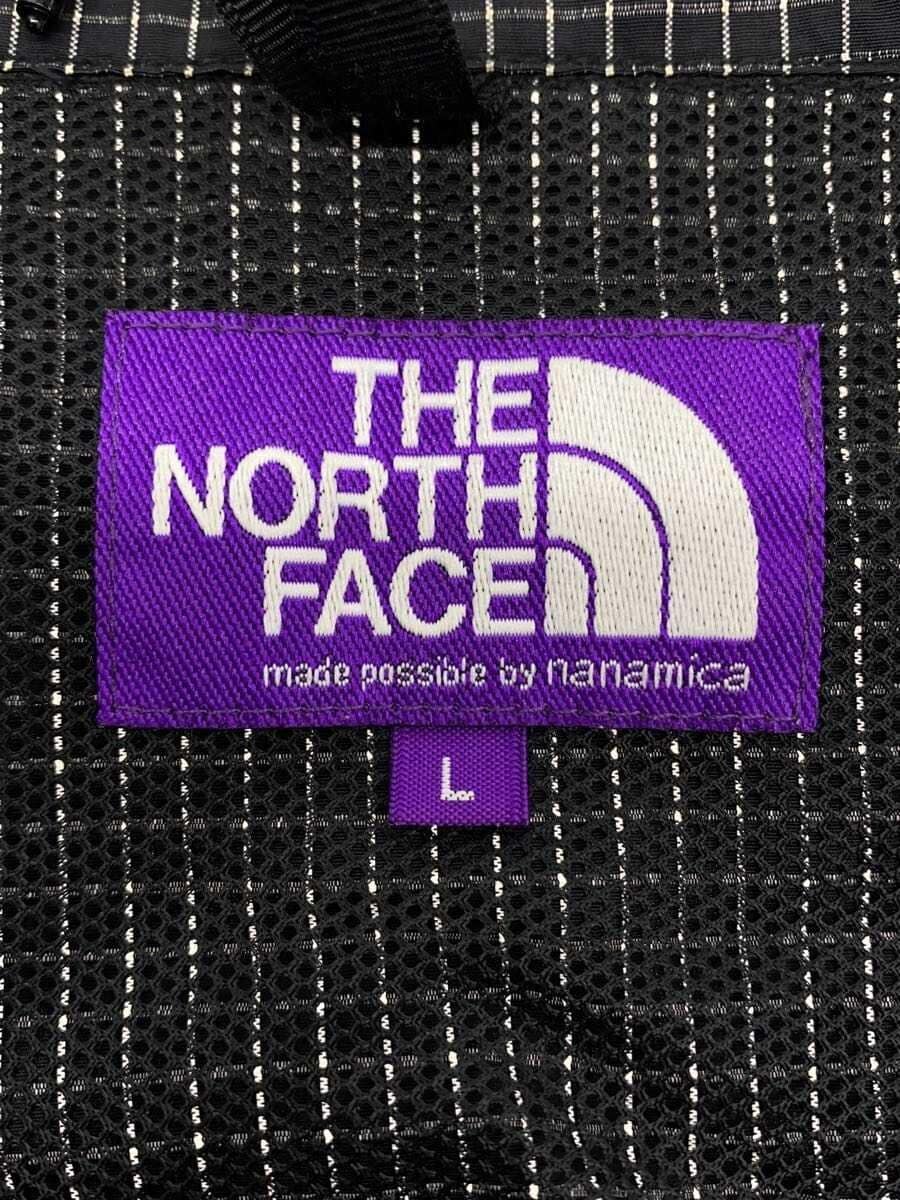 THE
NORTH
FACE
made possible by nanamica
L